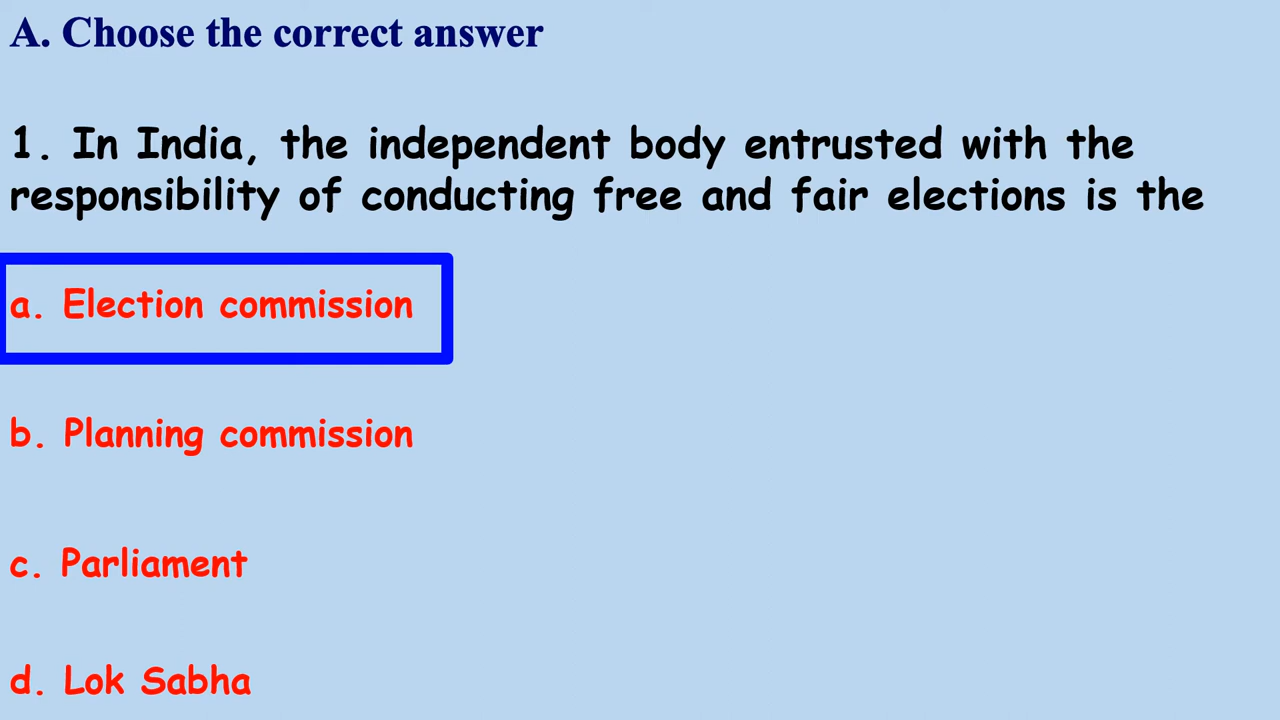 A. Choose the correct answer
1. In India, the independent body entrusted with the
responsibility of conducting free and fair elections is the
a. Election commission
b. Planning commission
c. Parliament
d. Lok Sabha